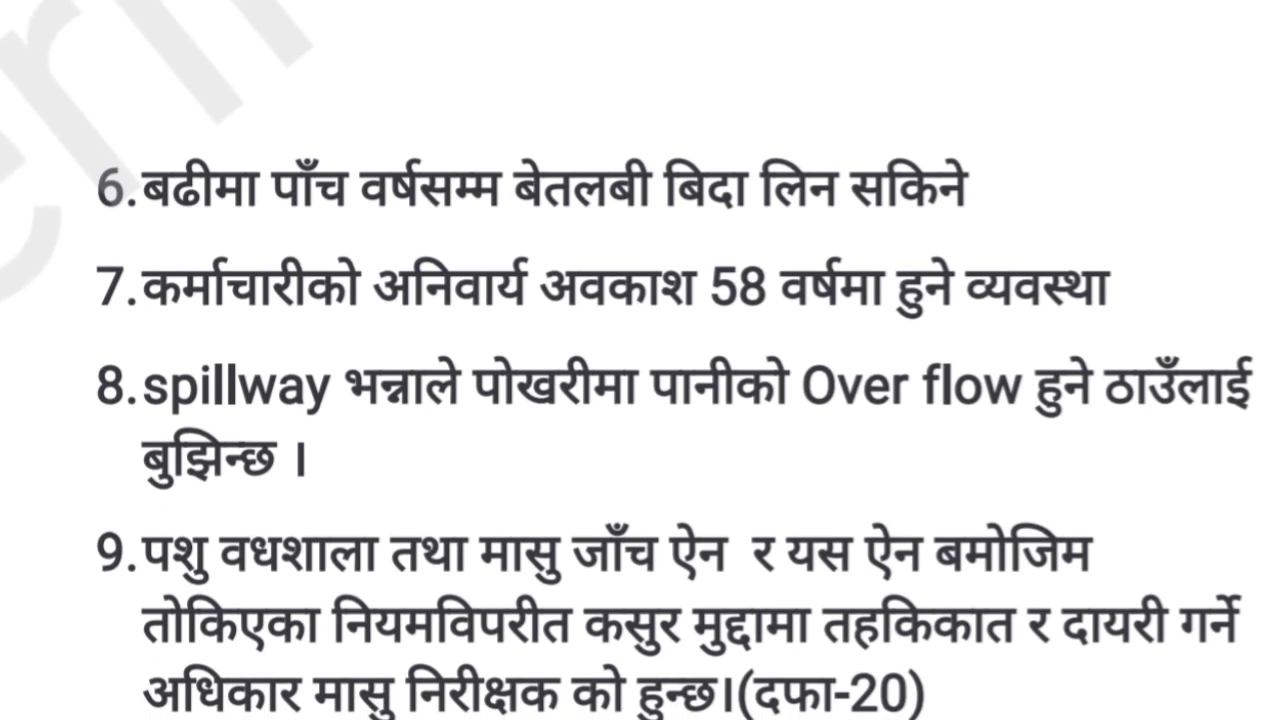 6.बढीमा पाँच वर्षसम्म बेतलबी बिदा लिन सकिने
7.कर्माचारीको अनिवार्य अवकाश 58 वर्षमा हुने व्यवस्था
8.spillway भन्नाले पोखरीमा पानीको Over flow हुने ठाउँलाई
बुझिन्छ ।
9.पशु वधशाला तथा मासु जाँच ऐन र यस ऐन बमोजिम
तोकिएका नियमविपरीत कसुर मुद्दामा तहकिकात र दायरी गर्ने
अधिकार मासु निरीक्षक को हुन्छ।(दफा-20)